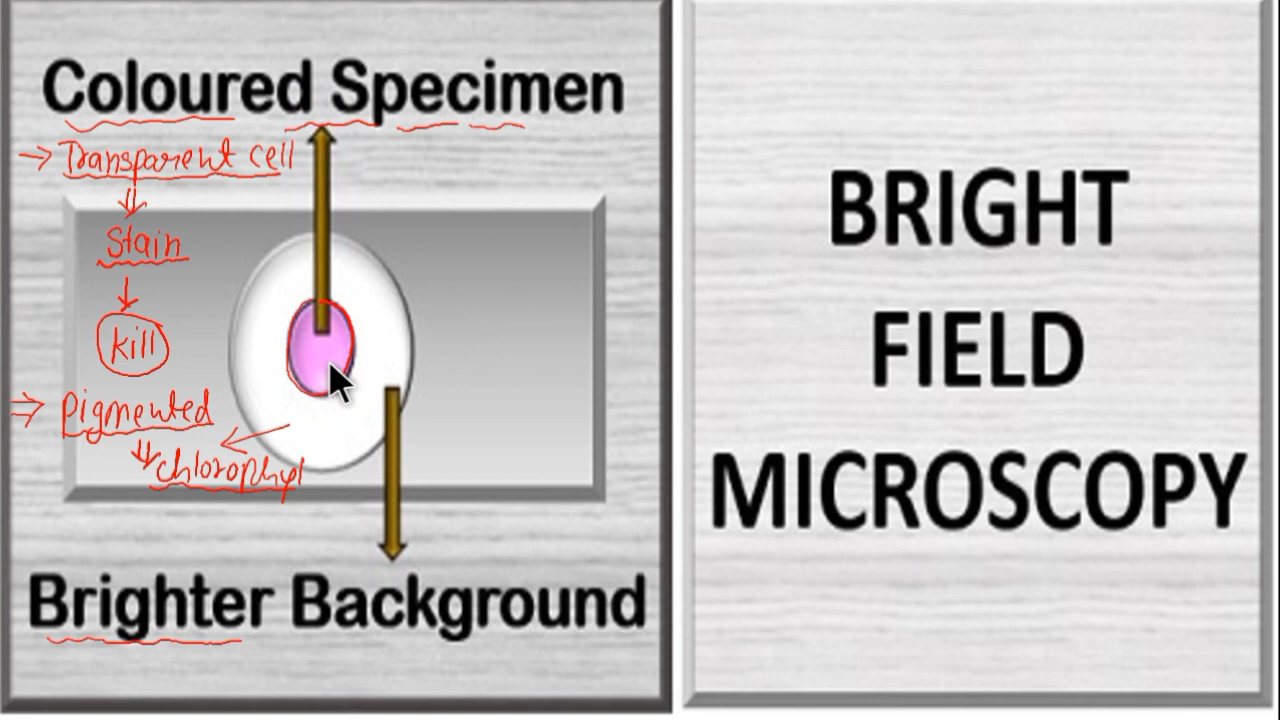 Coloured Specimen
→ Transparent cell
Stain
kill
⇒ Pigmented
chlorophyl
Brighter Background
BRIGHT
FIELD
MICROSCOPY